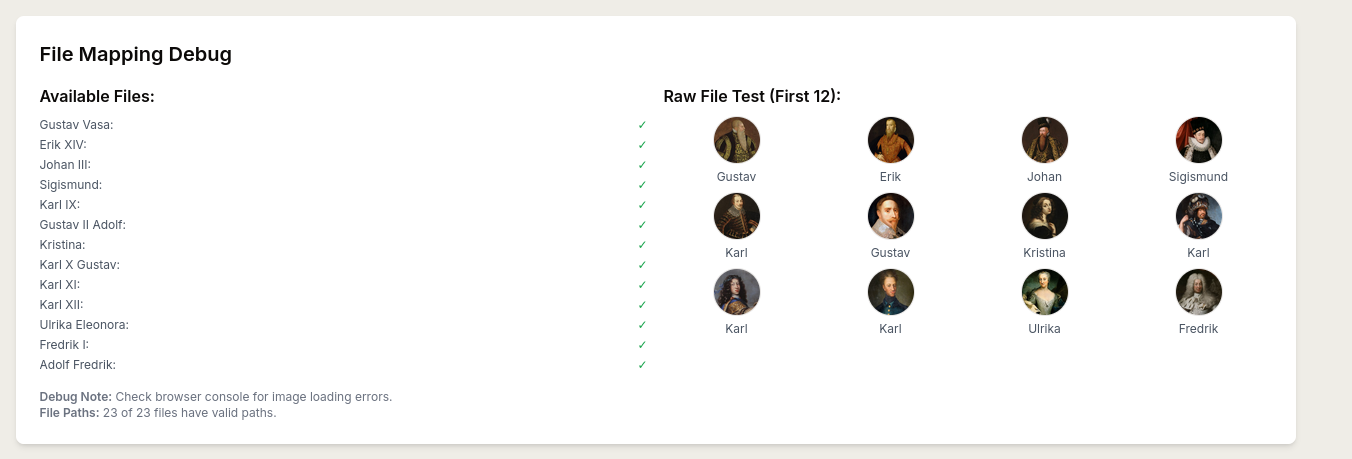 File Mapping Debug
Available Files:
Gustav Vasa: ✓
Erik XIV: ✓
Johan III: ✓
Sigismund: ✓
Karl IX: ✓
Gustav II Adolf: ✓
Kristina: ✓
Karl X Gustav: ✓
Karl XI: ✓
Karl XII: ✓
Ulrika Eleonora: ✓
Fredrik I: ✓
Adolf Fredrik: ✓
Raw File Test (First 12):
Gustav Erik Johan Sigismund
Karl Gustav Kristina Karl
Karl Karl Ulrika Fredrik
Debug Note: Check browser console for image loading errors.
File Paths: 23 of 23 files have valid paths.